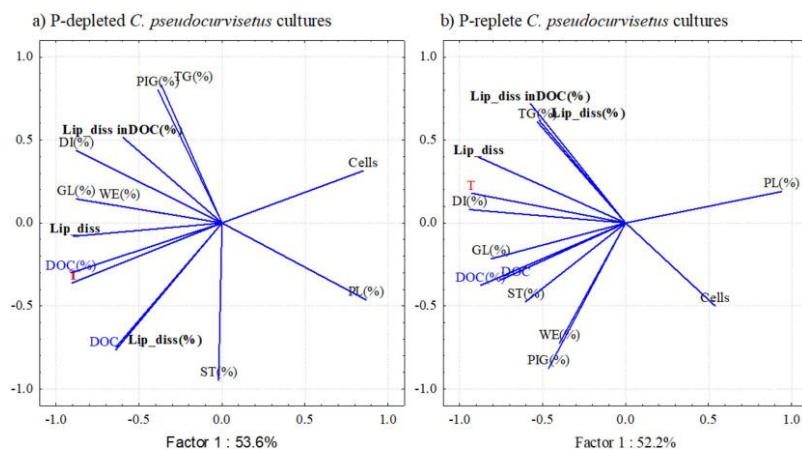 a) P-depleted C. pseudocurvisetus cultures
1.0
TG(%)
PIG(%)
0.5
Lip_diss inDOC(%)
DI(%)
Cells
GL(%)
WE(%)
0.0
Lip_diss
DOC(%)
T
PL(%)
-0.5
DOC
Lip_diss(%)
ST(%)
-1.0
-1.0 -0.5 0.0 0.5 1.0
Factor 1 : 53.6%
b) P-replete C. pseudocurvisetus cultures
1.0
Lip_diss inDOC(%)
TG(%)
Lip_diss(%)
0.5
Lip_diss
T
PL(%)
DI(%)
0.0
GL(%)
DOC(%)
DOC
ST(%)
Cells
-0.5
WE(%)
PIG(%)
-1.0
-1.0 -0.5 0.0 0.5 1.0
Factor 1 : 52.2%